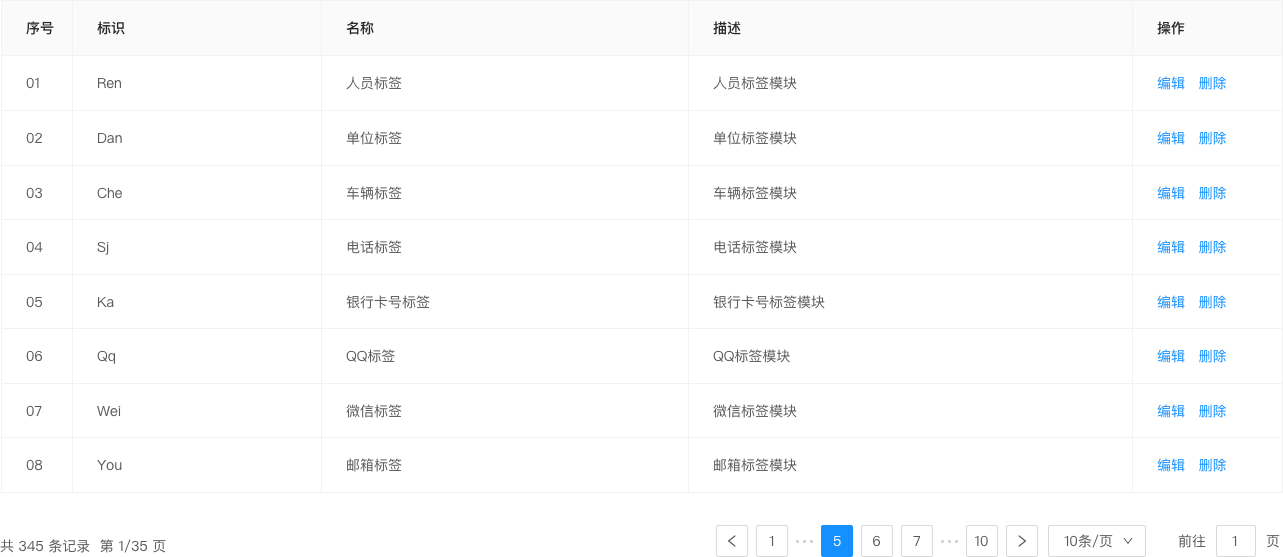 序号 标识 名称 描述 操作
01 Ren 人员标签 人员标签模块 编辑 删除
02 Dan 单位标签 单位标签模块 编辑 删除
03 Che 车辆标签 车辆标签模块 编辑 删除
04 Sj 电话标签 电话标签模块 编辑 删除
05 Ka 银行卡号标签 银行卡号标签模块 编辑 删除
06 Qq QQ标签 QQ标签模块 编辑 删除
07 Wei 微信标签 微信标签模块 编辑 删除
08 You 邮箱标签 邮箱标签模块 编辑 删除
共 345 条记录 第 1/35 页 < 1 ••• 5 6 7 ••• 10 > 10条/页 前往 1 页